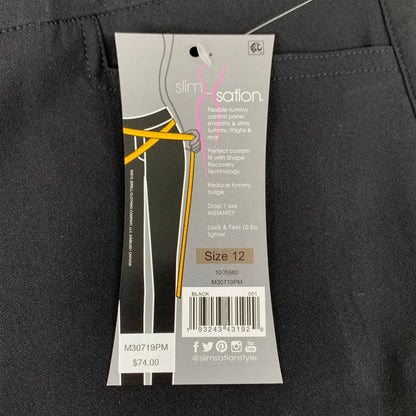 slim-sation
Flexible tummy
control panel
smooths & slims
tummy, thighs &
rear
Perfect custom
fit with Shape
Recovery
Technology
Reduce tummy
bulge
Drop 1 size
INSTANTLY
Look & Feel 10 lbs
lighter
Size 12
M30719PM
BLACK 001
1 93243 43192 9
@slimsationstyle
M30719PM
$74.00